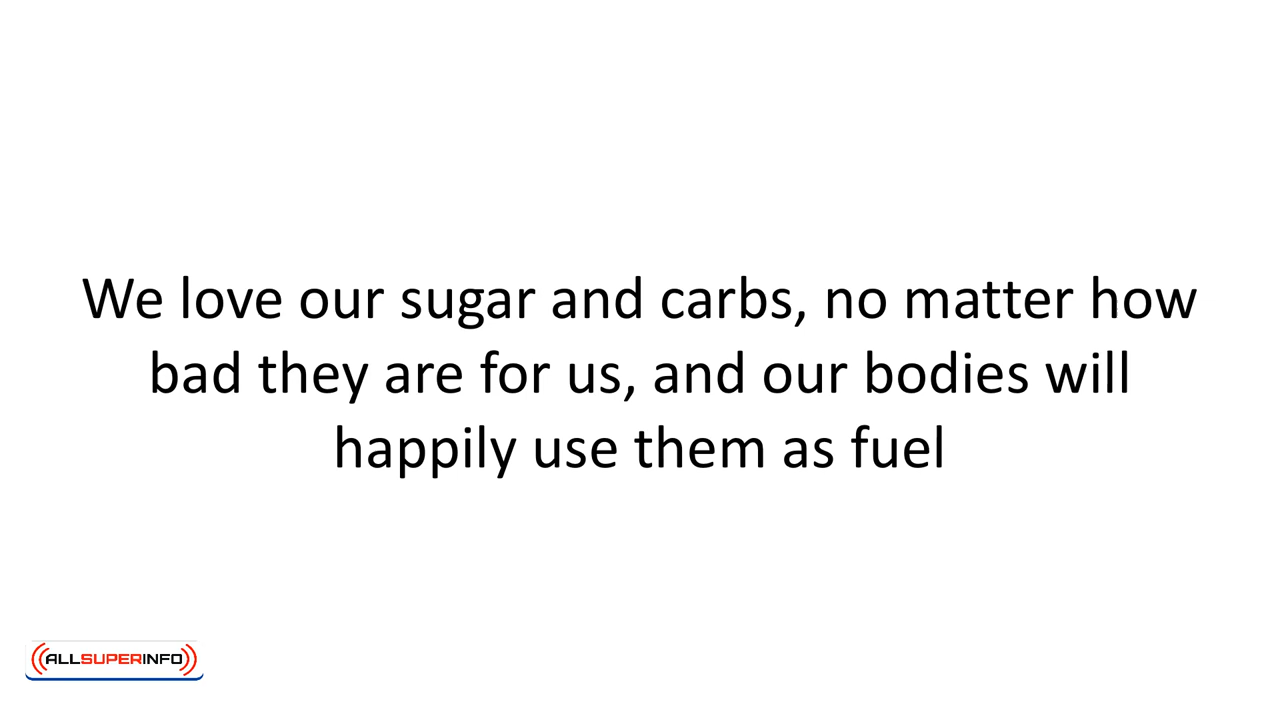 We love our sugar and carbs, no matter how
bad they are for us, and our bodies will
happily use them as fuel
ALLSUPERINFO